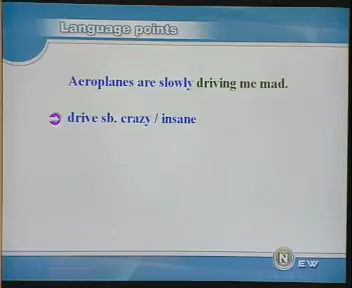 Language points
Aeroplanes are slowly driving me mad.
drive sb. crazy / insane
N EW